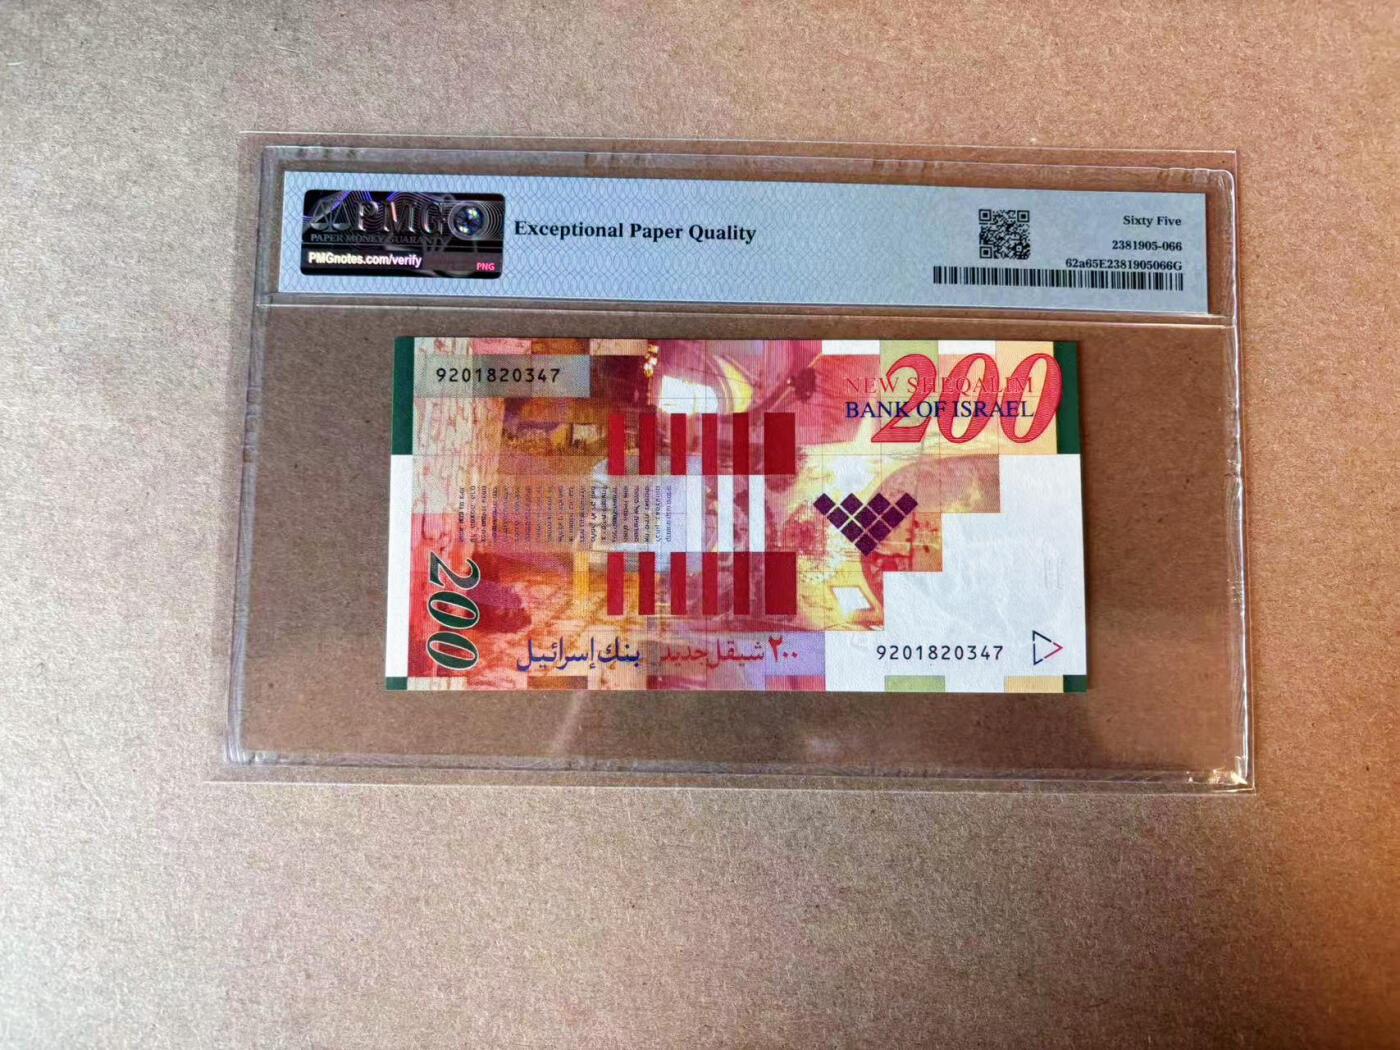 PMG
PAPER MONEY GUARANTY
PMGnotes.com/verify
PNG
Exceptional Paper Quality
Sixty Five
2381905-066
62a65E2381905066G
9201820347
200
NEW SHEQALIM
BANK OF ISRAEL
200
بنك إسرائيل
٢٠٠ شيقل جديد
9201820347